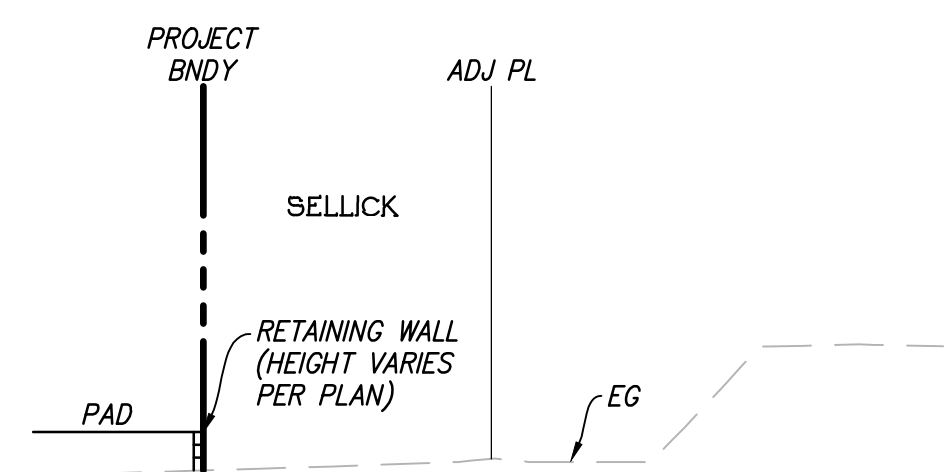 PROJECT
BNDY
ADJ PL
SELLICK
RETAINING WALL
(HEIGHT VARIES
PER PLAN)
PAD
EG